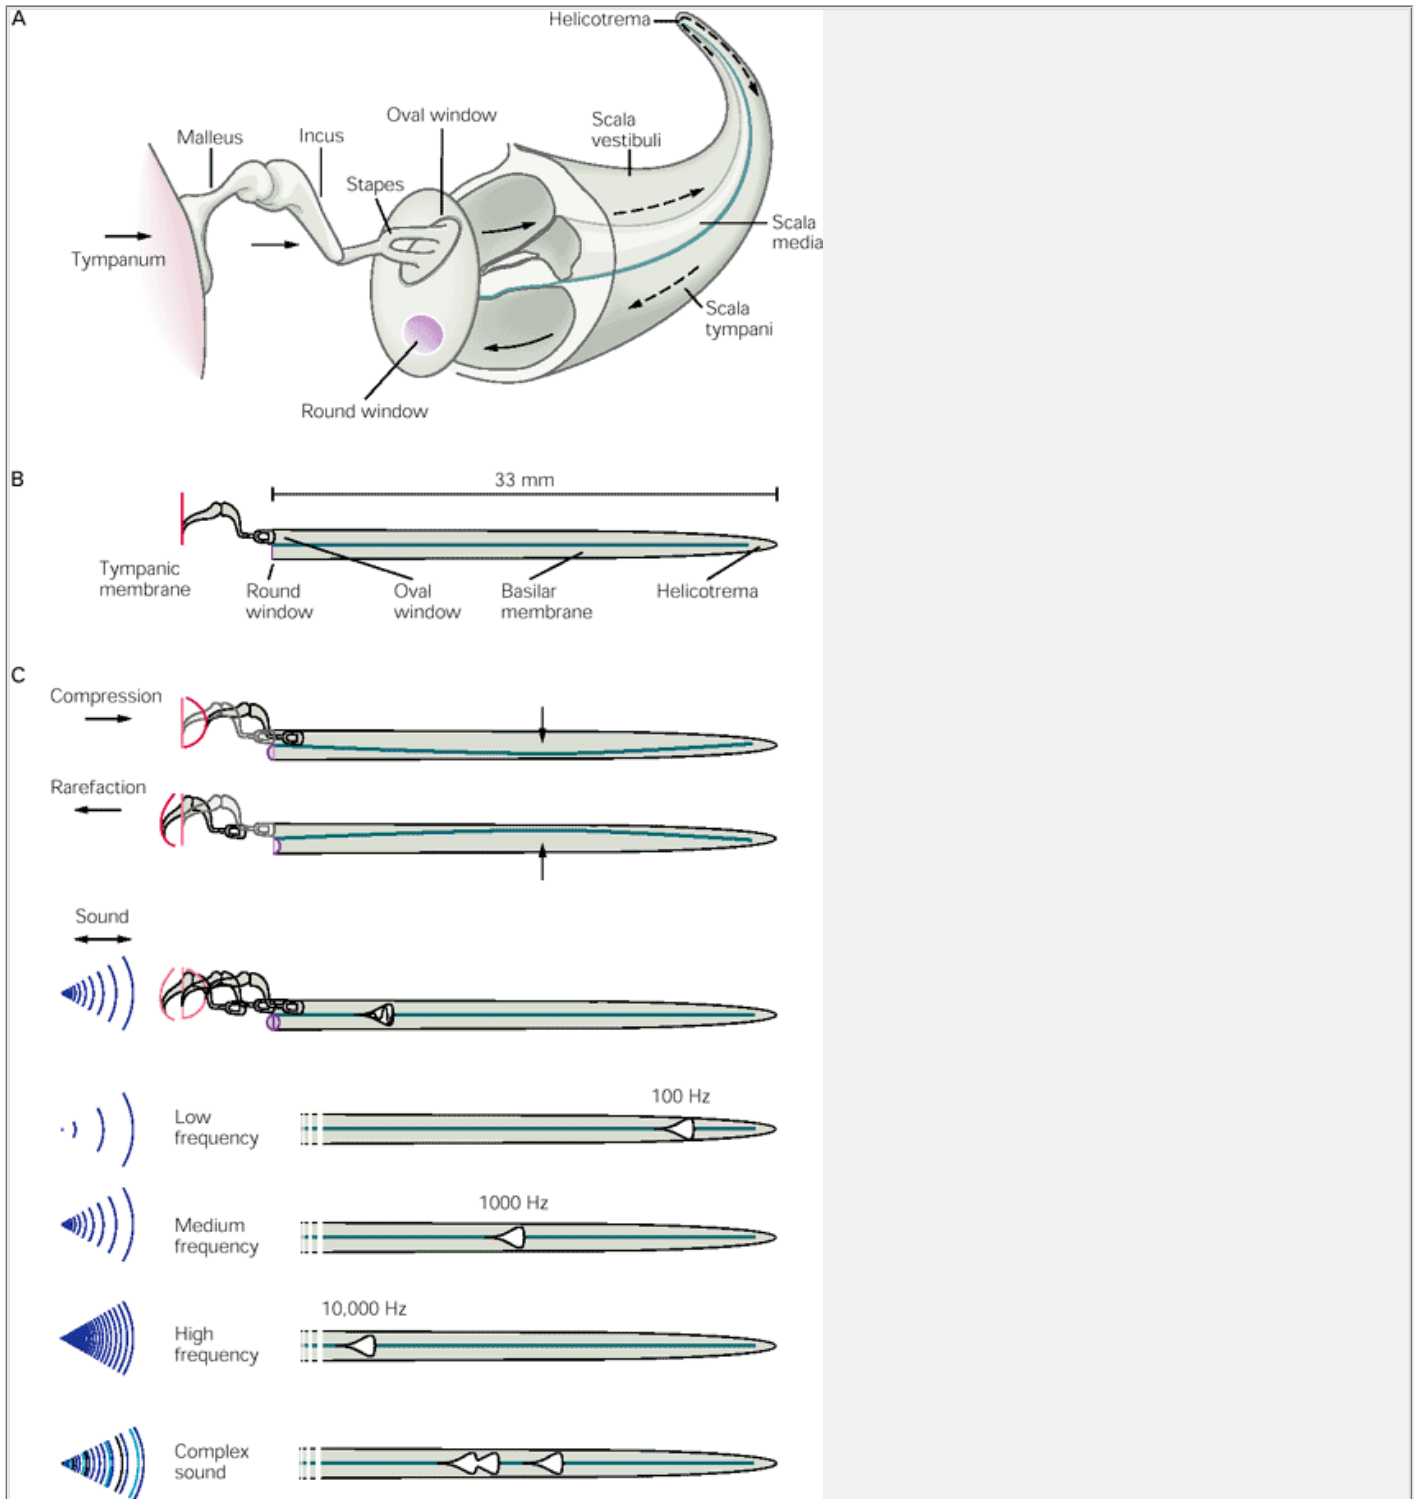 A
Helicotrema
Oval window
Scala
vestibuli
Malleus
Incus
Stapes
Scala
media
Tympanum
Scala
tympani
Round window
B
33 mm
Tympanic
membrane
Round
window
Oval
window
Basilar
membrane
Helicotrema
C
Compression
Rarefaction
Sound
100 Hz
Low
frequency
1000 Hz
Medium
frequency
10,000 Hz
High
frequency
Complex
sound